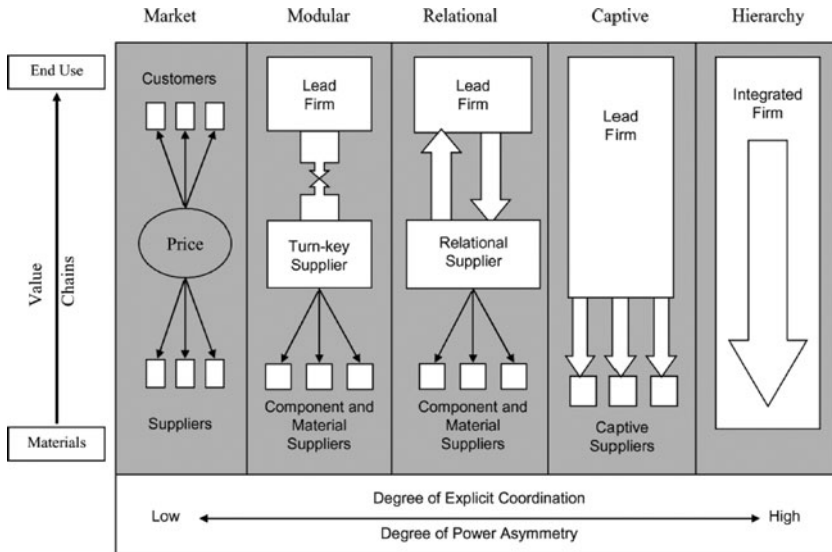 Market
Modular
Relational
Captive
Hierarchy
End Use
Value
Chains
Materials
Customers
Price
Suppliers
Lead
Firm
Turn-key
Supplier
Component and
Material
Suppliers
Lead
Firm
Relational
Supplier
Component and
Material
Suppliers
Lead
Firm
Captive
Suppliers
Integrated
Firm
Degree of Explicit Coordination
Low
High
Degree of Power Asymmetry